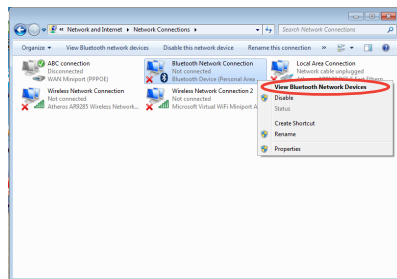 « Network and Internet ▸ Network Connections ▸
Search Network Connections
Organize View Bluetooth network devices Disable this network device Rename this connection »
ABC connection
Disconnected
WAN Miniport (PPPOE)
Bluetooth Network Connection
Not connected
Bluetooth Device (Personal Area ...
Local Area Connection
Network cable unplugged
Wireless Network Connection
Not connected
Atheros AR9285 Wireless Network...
Wireless Network Connection 2
Not connected
Microsoft Virtual WiFi Miniport A
View Bluetooth Network Devices
Disable
Status
Create Shortcut
Rename
Properties